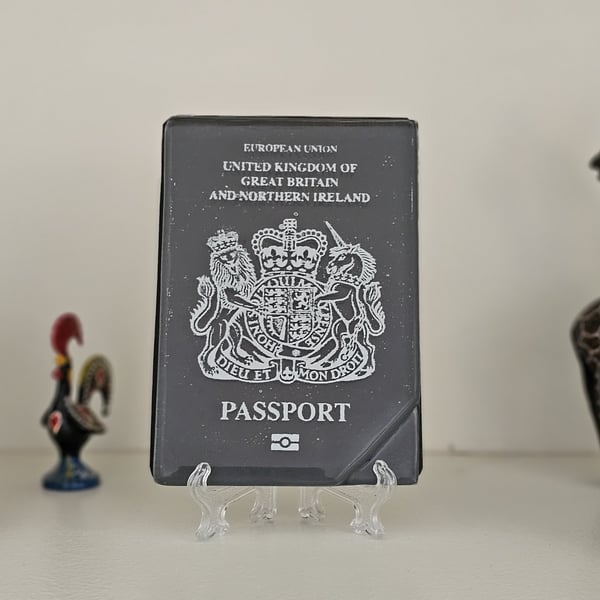 EUROPEAN UNION
UNITED KINGDOM OF
GREAT BRITAIN
AND NORTHERN IRELAND
DIEU ET MON DROIT
PASSPORT